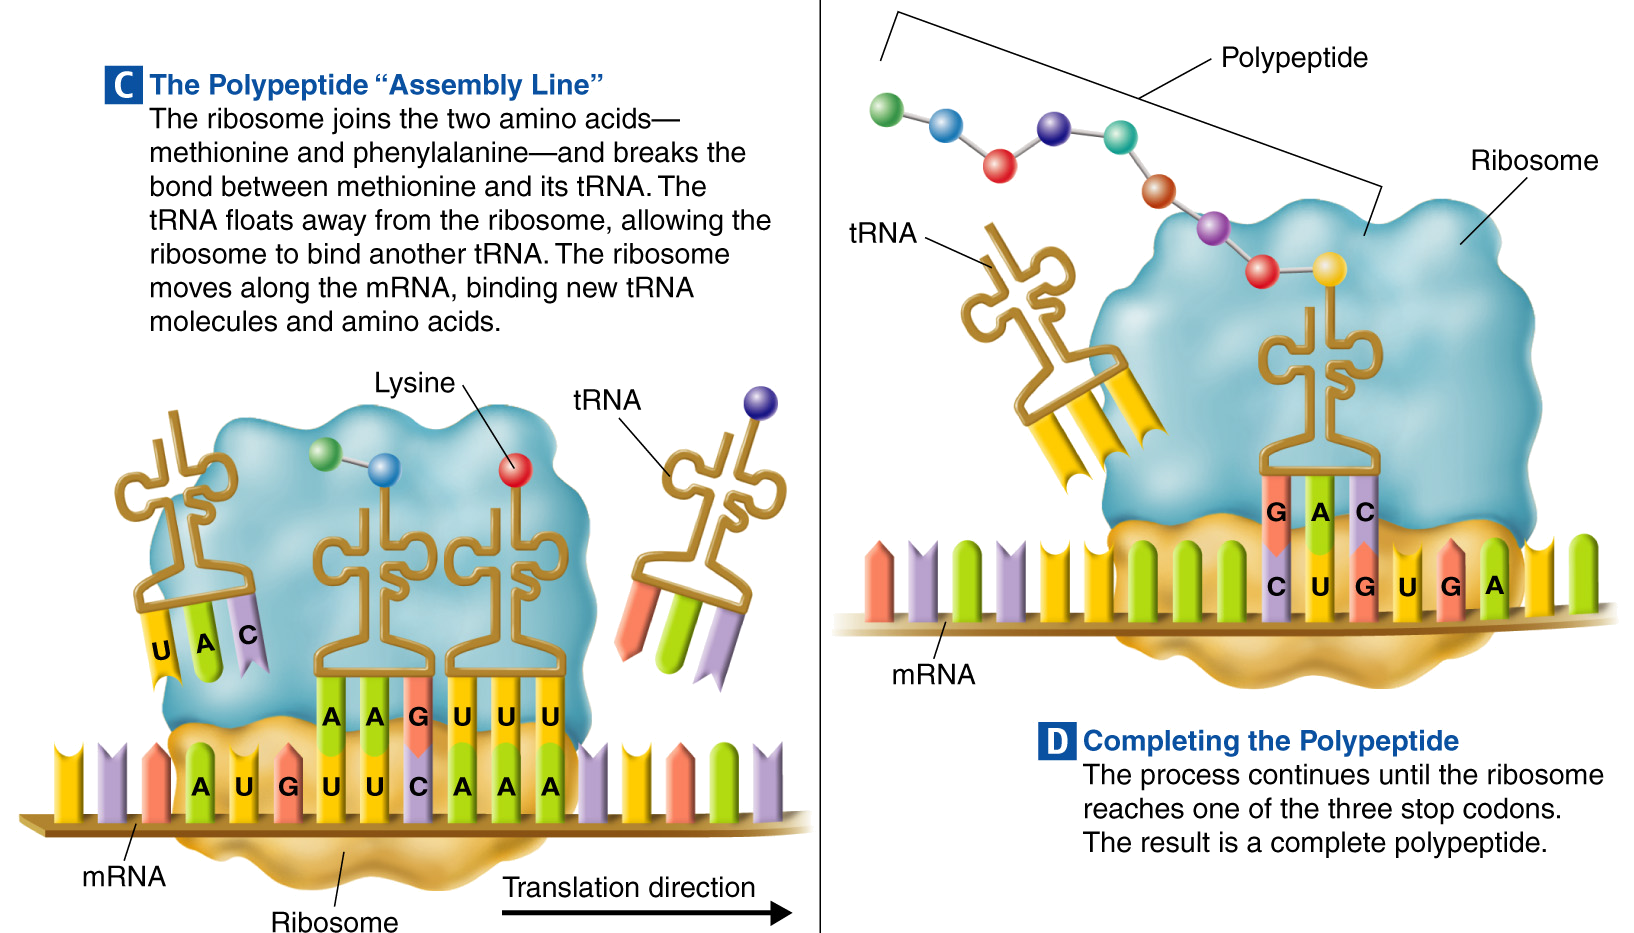 C The Polypeptide “Assembly Line”
The ribosome joins the two amino acids—
methionine and phenylalanine—and breaks the
bond between methionine and its tRNA. The
tRNA floats away from the ribosome, allowing the
ribosome to bind another tRNA. The ribosome
moves along the mRNA, binding new tRNA
molecules and amino acids.
Lysine
tRNA
U A C
A A G U U U
A U G U U C A A A
mRNA
Ribosome
Translation direction
Polypeptide
Ribosome
tRNA
G A C
C U G U G A
mRNA
D Completing the Polypeptide
The process continues until the ribosome
reaches one of the three stop codons.
The result is a complete polypeptide.